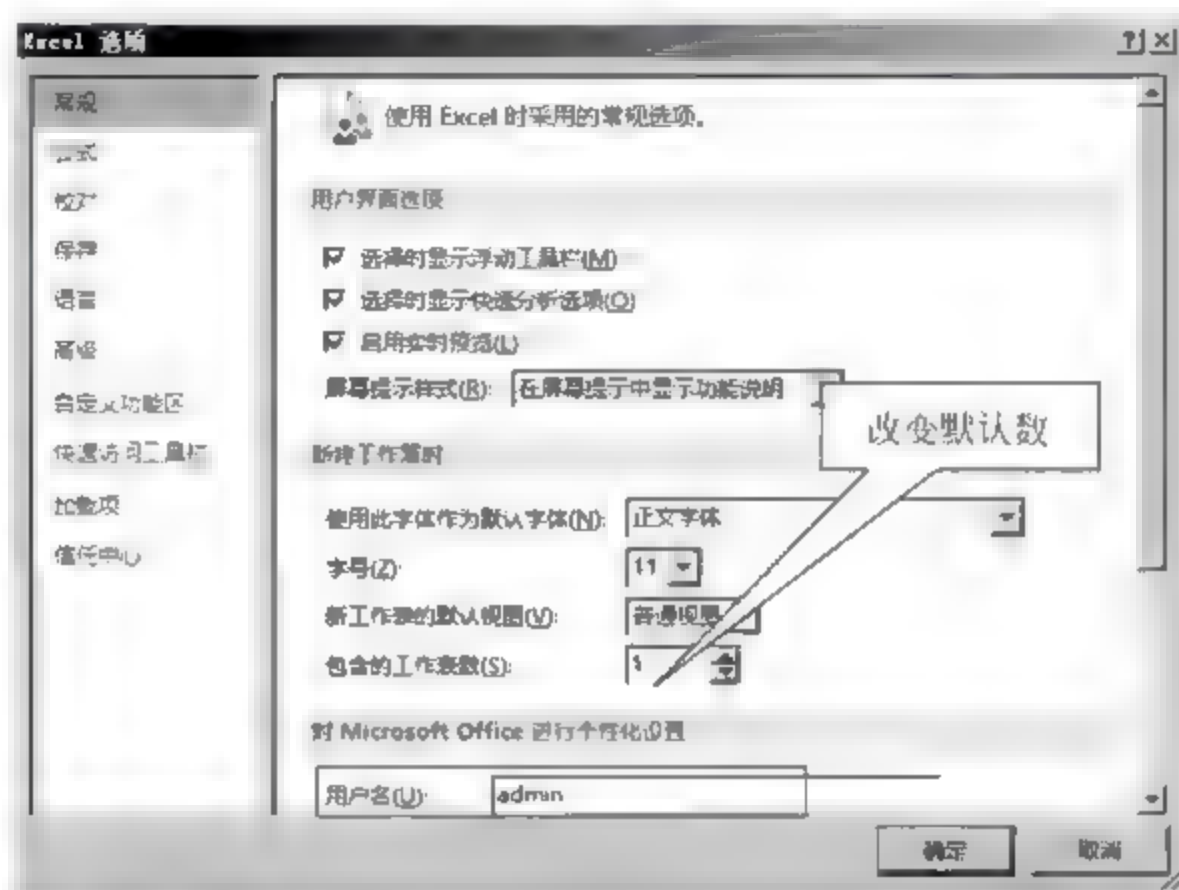 Excel 选项
常规
公式
校对
保存
语言
高级
自定义功能区
快速访问工具栏
加载项
信任中心
使用 Excel 时采用的常规选项。
用户界面选项
选择时显示浮动工具栏(M)
选择时显示快速分析选项(Q)
启用实时预览(L)
屏幕提示样式(R): 在屏幕提示中显示功能说明
改变默认数
新建工作簿时
使用此字体作为默认字体(N): 正文字体
字号(Z): 11
新工作表的默认视图(V): 普通视图
包含的工作表数(S): 1
对 Microsoft Office 进行个性化设置
用户名(U): admin
确定 取消